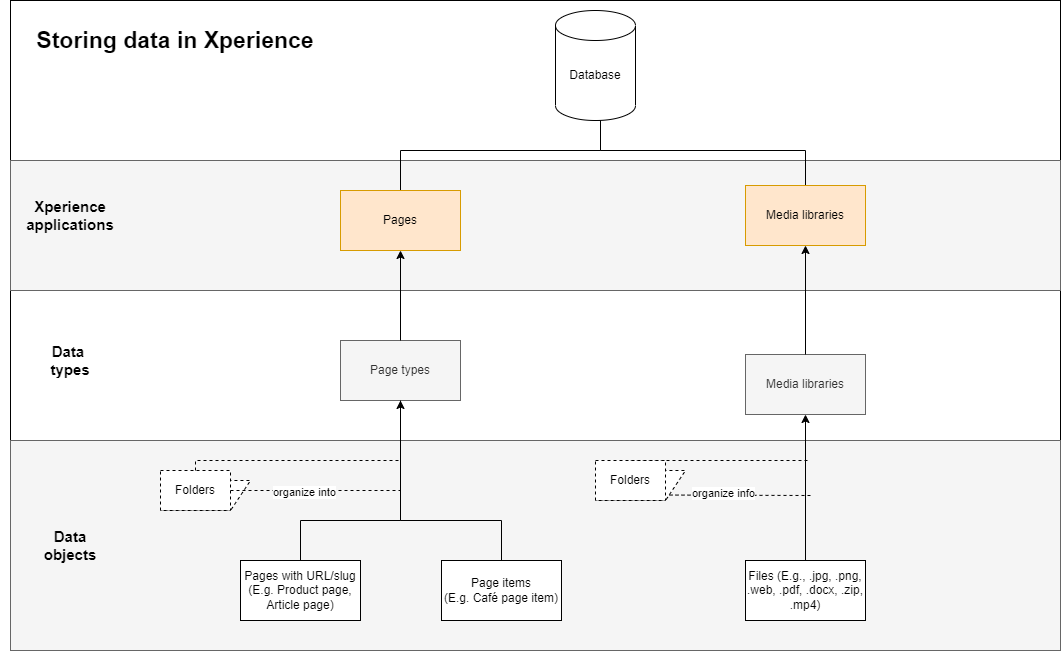 Storing data in Xperience
Database
Xperience
applications
Pages
Media libraries
Data
types
Page types
Media libraries
Folders
organize into
Folders
organize info
Data
objects
Pages with URL/slug
(E.g. Product page,
Article page)
Page items
(E.g. Café page item)
Files (E.g., .jpg, .png,
.web, .pdf, .docx, .zip,
.mp4)